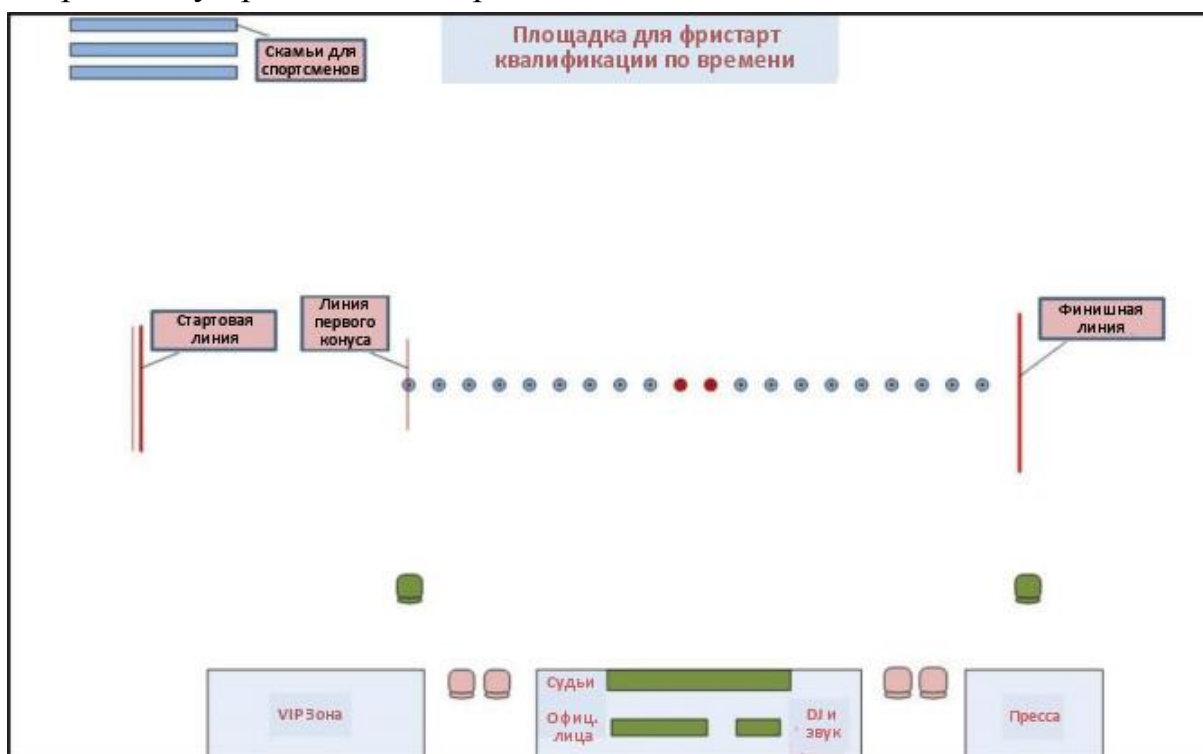 Площадка для фристарт
квалификации по времени
Скамьи для
спортсменов
Стартовая
линия
Линия
первого
конуса
Финишная
линия
VIP Зона
Судьи
Офиц.
лица
DJ и
звук
Пресса